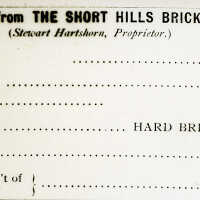 from THE SHORT HILLS BRICK
(Stewart Hartshorn, Proprietor.)
HARD BRI
't of {